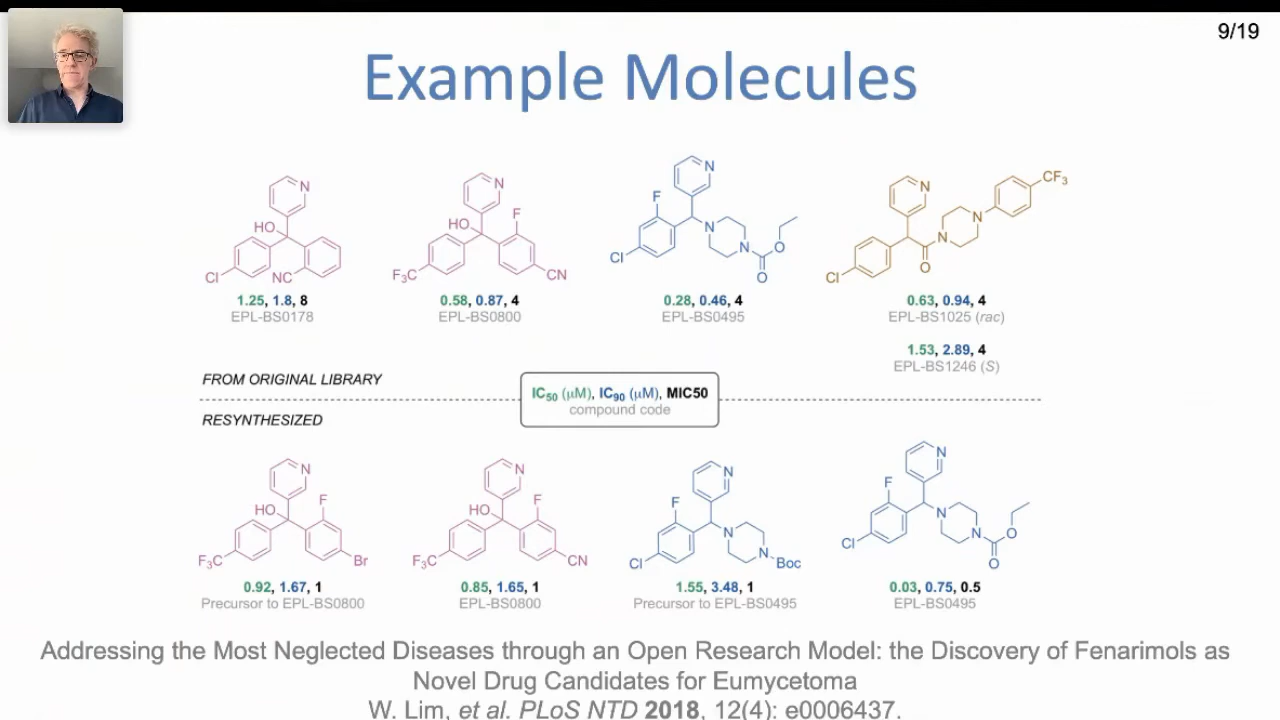 9/19
Example Molecules
N
HO
Cl
NC
1.25, 1.8, 8
EPL-BS0178
N
HO
F
F₃C
CN
0.58, 0.87, 4
EPL-BS0800
N
F
Cl
N
N
O
O
0.28, 0.46, 4
EPL-BS0495
N
CF₃
N
N
Cl
O
0.63, 0.94, 4
EPL-BS1025 (rac)
1.53, 2.89, 4
EPL-BS1246 (S)
FROM ORIGINAL LIBRARY
IC₅₀ (μM), IC₉₀ (μM), MIC50
compound code
RESYNTHESIZED
N
HO
F
F₃C
Br
0.92, 1.67, 1
Precursor to EPL-BS0800
N
HO
F
F₃C
CN
0.85, 1.65, 1
EPL-BS0800
N
F
Cl
N
N
Boc
1.55, 3.48, 1
Precursor to EPL-BS0495
N
F
Cl
N
N
O
O
0.03, 0.75, 0.5
EPL-BS0495
Addressing the Most Neglected Diseases through an Open Research Model: the Discovery of Fenarimols as
Novel Drug Candidates for Eumycetoma
W. Lim, et al. PLoS NTD 2018, 12(4): e0006437.